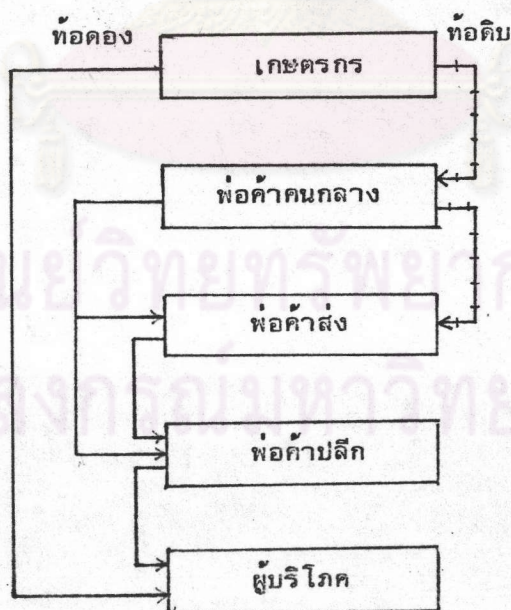 ท้อดอง
ท้อดิบ
เกษตรกร
พ่อค้าคนกลาง
พ่อค้าส่ง
พ่อค้าปลีก
ผู้บริโภค